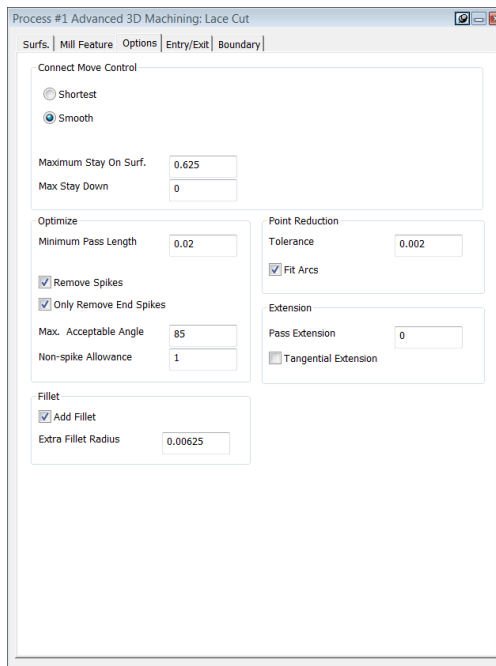 Process #1 Advanced 3D Machining: Lace Cut
Surfs. Mill Feature Options Entry/Exit Boundary
Connect Move Control
Shortest
Smooth
Maximum Stay On Surf. 0.625
Max Stay Down 0
Optimize
Minimum Pass Length 0.02
Remove Spikes
Only Remove End Spikes
Max. Acceptable Angle 85
Non-spike Allowance 1
Point Reduction
Tolerance 0.002
Fit Arcs
Extension
Pass Extension 0
Tangential Extension
Fillet
Add Fillet
Extra Fillet Radius 0.00625